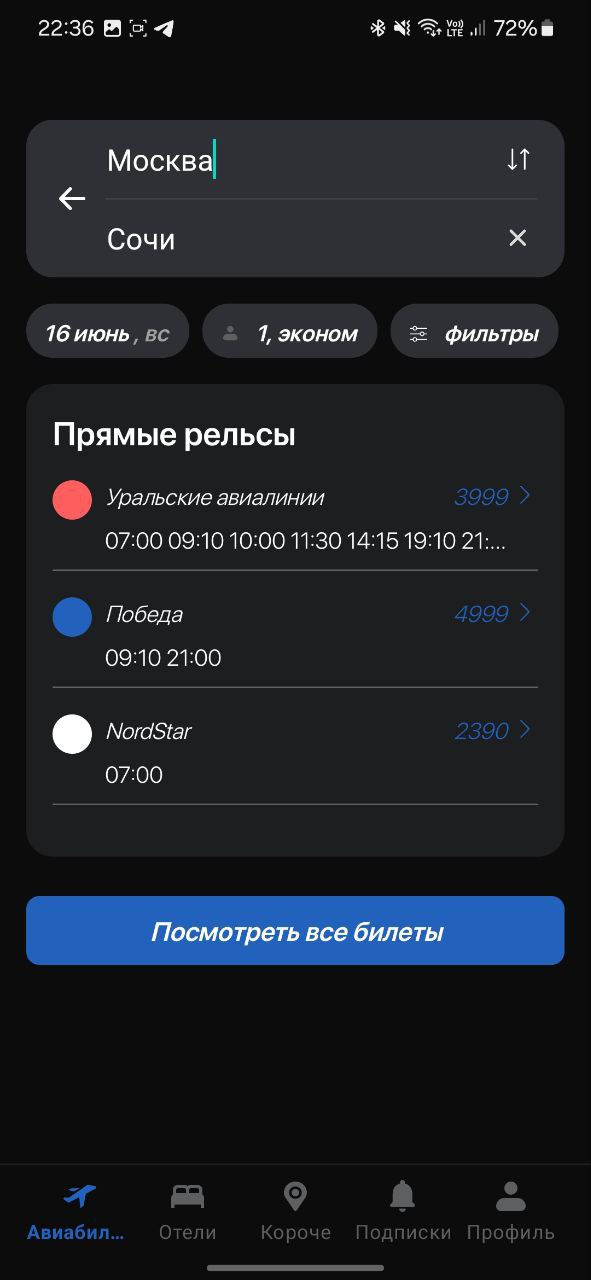 22:36 Vo)) LTE 72%
Москва
Сочи
16 июнь , вс 1, эконом фильтры
Прямые рельсы
Уральские авиалинии 3999
07:00 09:10 10:00 11:30 14:15 19:10 21:...
Победа 4999
09:10 21:00
NordStar 2390
07:00
Посмотреть все билеты
Авиабил... Отели Короче Подписки Профиль